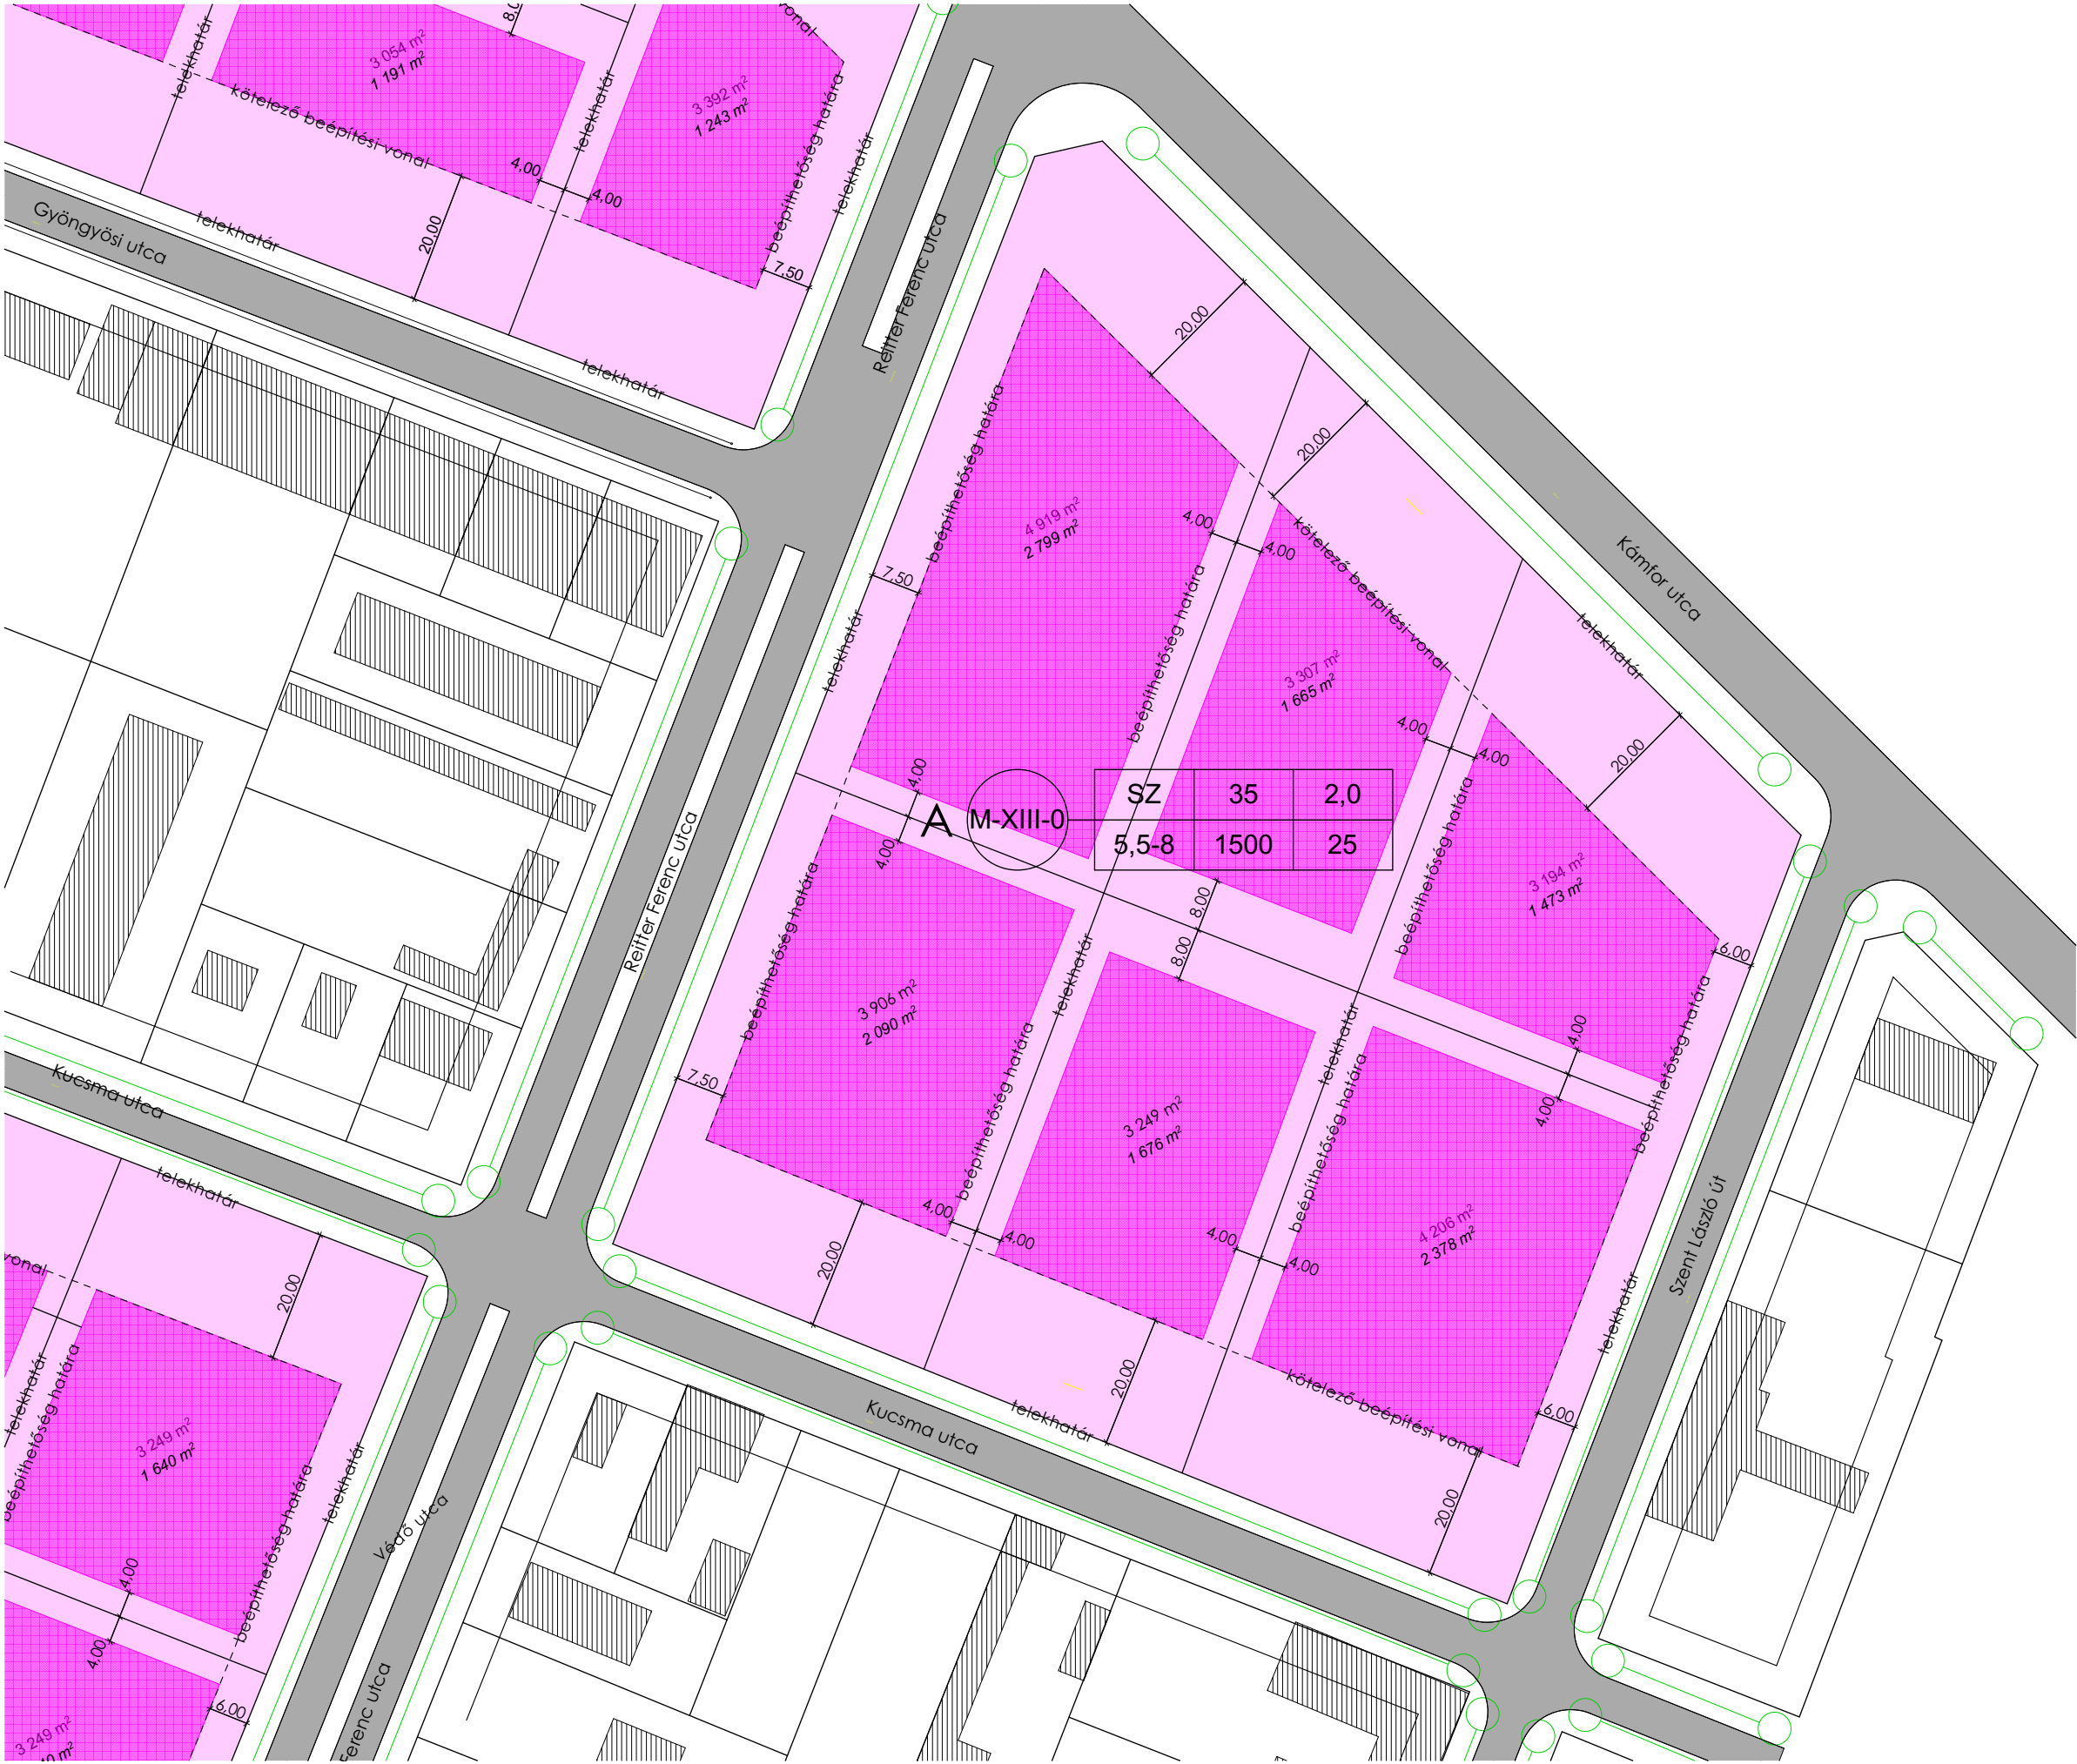 8,0
vonal
telekhatár
3 054 m²
1 191 m²
telekhatár
3 392 m²
1 243 m²
beépíthetőség határa
telekhatár
kötelező beépítési vonal
4,00
4,00
Gyöngyösi utca
telekhatár
20,00
7,50
telekhatár
Reitter Ferenc utca
20,00
20,00
beépíthetőség határa
4 919 m²
2 799 m²
4,00
4,00
kötelező beépítési vonal
Kámfor utca
7,50
telekhatár
beépíthetőség határa
telekhatár
3 307 m²
1 665 m²
4,00
4,00
20,00
4,00
A
M-XIII-0
SZ
35
2,0
5,5-8
1500
25
4,00
beépíthetőség határa
3 194 m²
1 473 m²
Reitter Ferenc utca
beépíthetőség határa
8,00
8,00
6,00
telekhatár
3 906 m²
2 090 m²
telekhatár
4,00
4,00
beépíthetőség határa
Kucsma utca
7,50
beépíthetőség határa
3 249 m²
1 676 m²
beépíthetőség határa
telekhatár
4,00
4,00
4,00
4,00
4 206 m²
2 378 m²
Szent László út
vonal
20,00
20,00
telekhatár
20,00
kötelező beépítési vonal
6,00
telekhatár
beépíthetőség határa
3 249 m²
1 640 m²
telekhatár
beépíthetőség határa
Kucsma utca
telekhatár
20,00
Védő utca
4,00
4,00
6,00
3 249 m²
40 m²
Ferenc utca